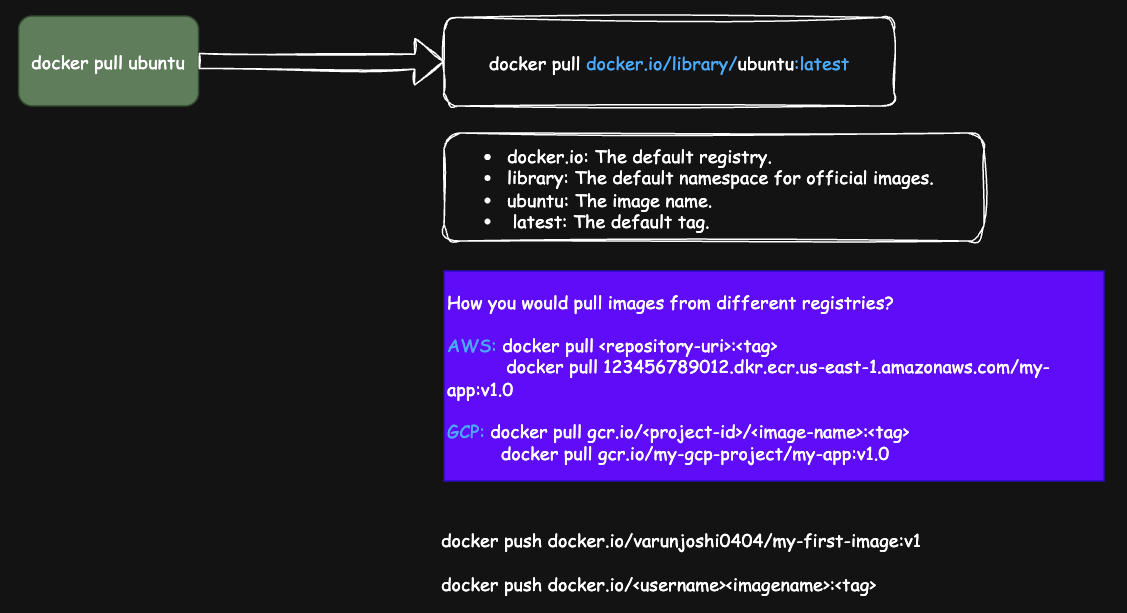 docker pull ubuntu
docker pull docker.io/library/ubuntu:latest
• docker.io: The default registry.
• library: The default namespace for official images.
• ubuntu: The image name.
• latest: The default tag.
How you would pull images from different registries?
AWS: docker pull <repository-uri>:<tag>
docker pull 123456789012.dkr.ecr.us-east-1.amazonaws.com/my-
app:v1.0
GCP: docker pull gcr.io/<project-id>/<image-name>:<tag>
docker pull gcr.io/my-gcp-project/my-app:v1.0
docker push docker.io/varunjoshi0404/my-first-image:v1
docker push docker.io/<username><imagename>:<tag>